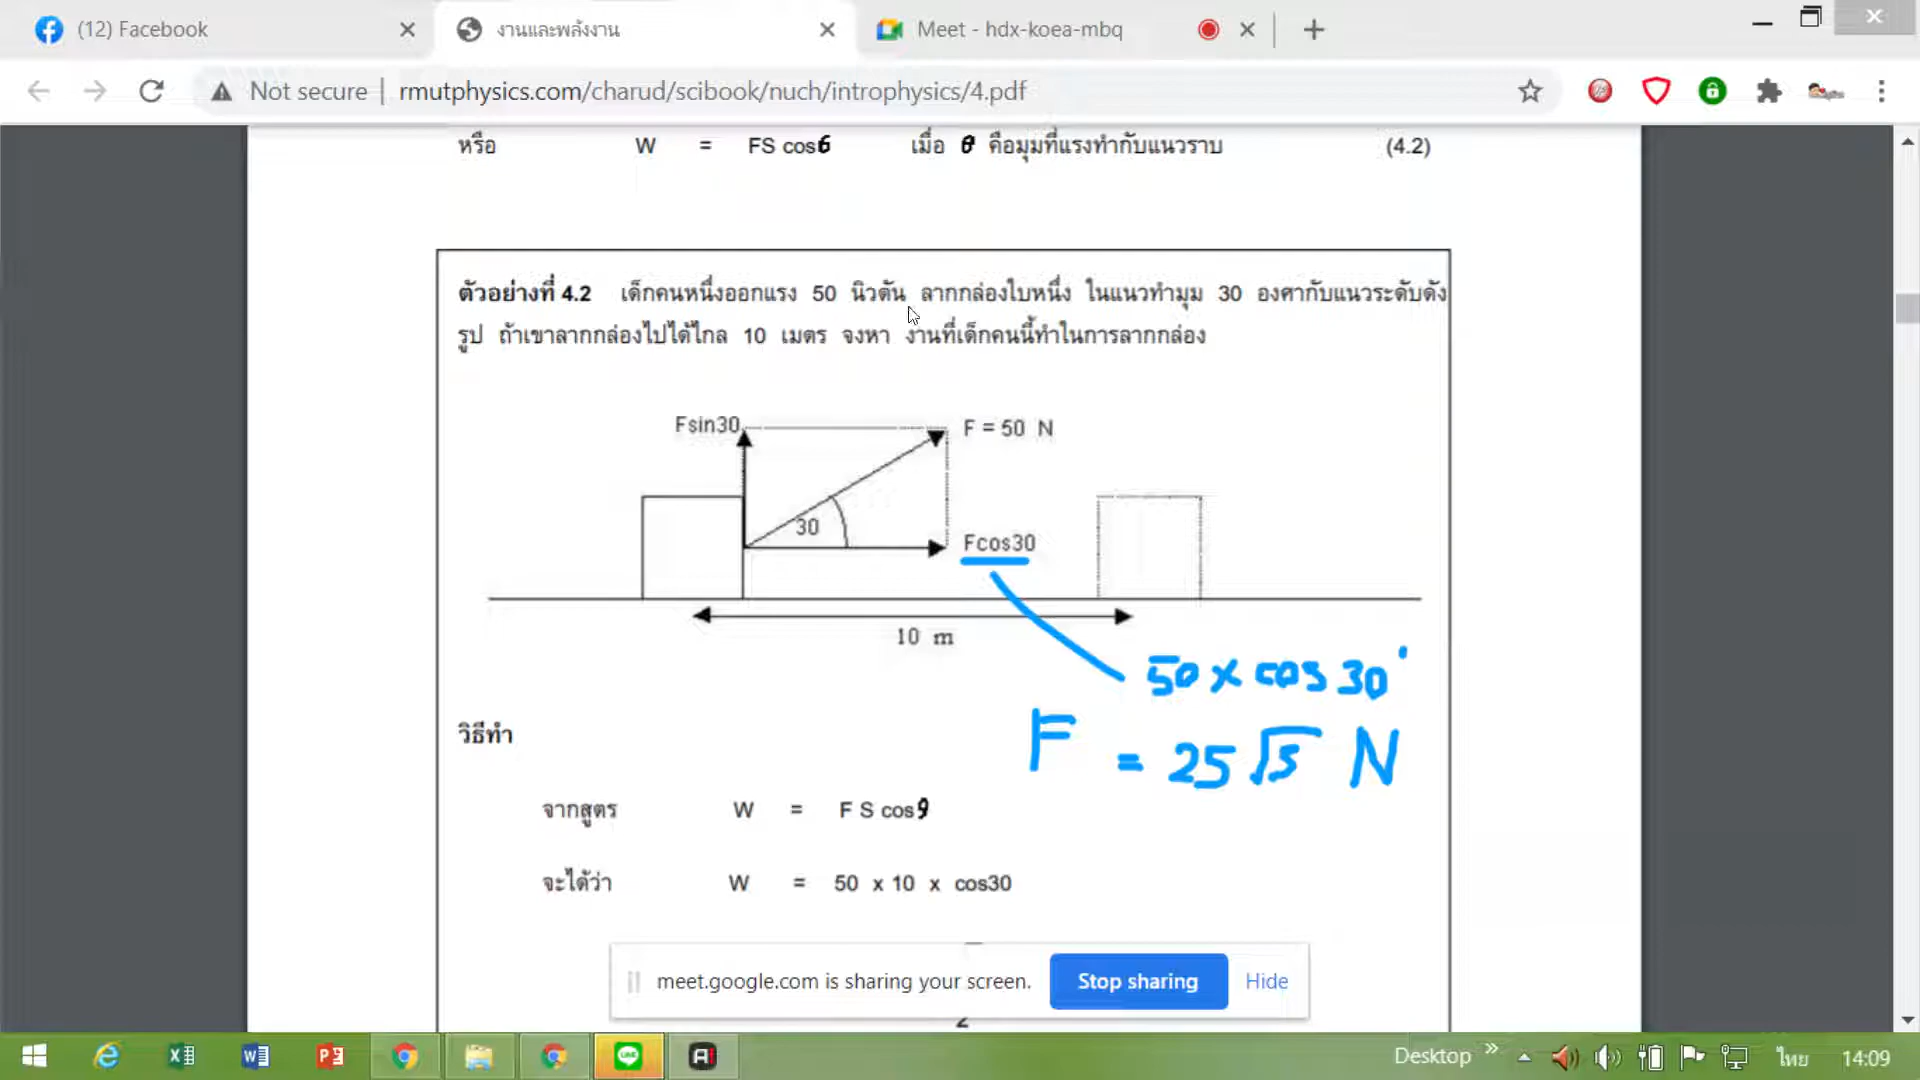 (12) Facebook
งานและพลังงาน
Meet - hdx-koea-mbq
Not secure
rmutphysics.com/charud/scibook/nuch/introphysics/4.pdf
หรือ W = FS cosθ เมื่อ θ คือมุมที่แรงทำกับแนวราบ (4.2)
ตัวอย่างที่ 4.2 เด็กคนหนึ่งออกแรง 50 นิวตัน ลากกล่องใบหนึ่ง ในแนวทำมุม 30 องศากับแนวระดับดัง
รูป ถ้าเขาลากกล่องไปได้ไกล 10 เมตร จงหา งานที่เด็กคนนี้ทำในการลากกล่อง
Fsin30
F = 50 N
30
Fcos30
10 m
50 x cos 30°
F = 25 √3 N
วิธีทำ
จากสูตร W = F S cosθ
จะได้ว่า W = 50 x 10 x cos30
meet.google.com is sharing your screen.
Stop sharing
Hide
2
Desktop
ไทย
14:09